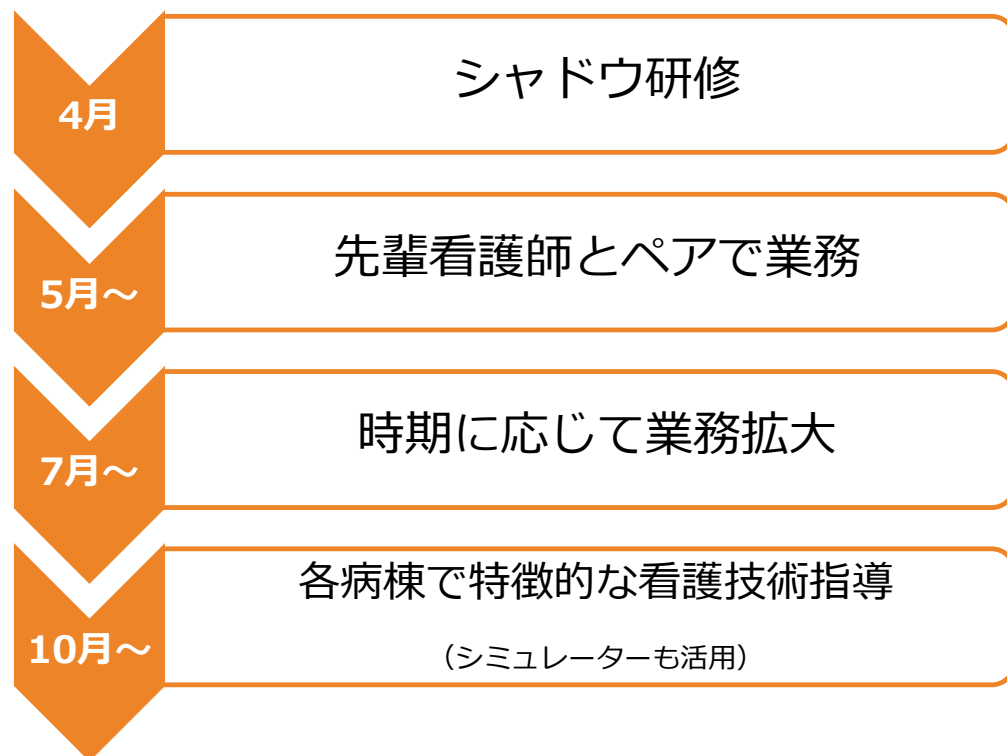 4月
シャドウ研修
5月～
先輩看護師とペアで業務
7月～
時期に応じて業務拡大
10月～
各病棟で特徴的な看護技術指導
（シミュレーターも活用）